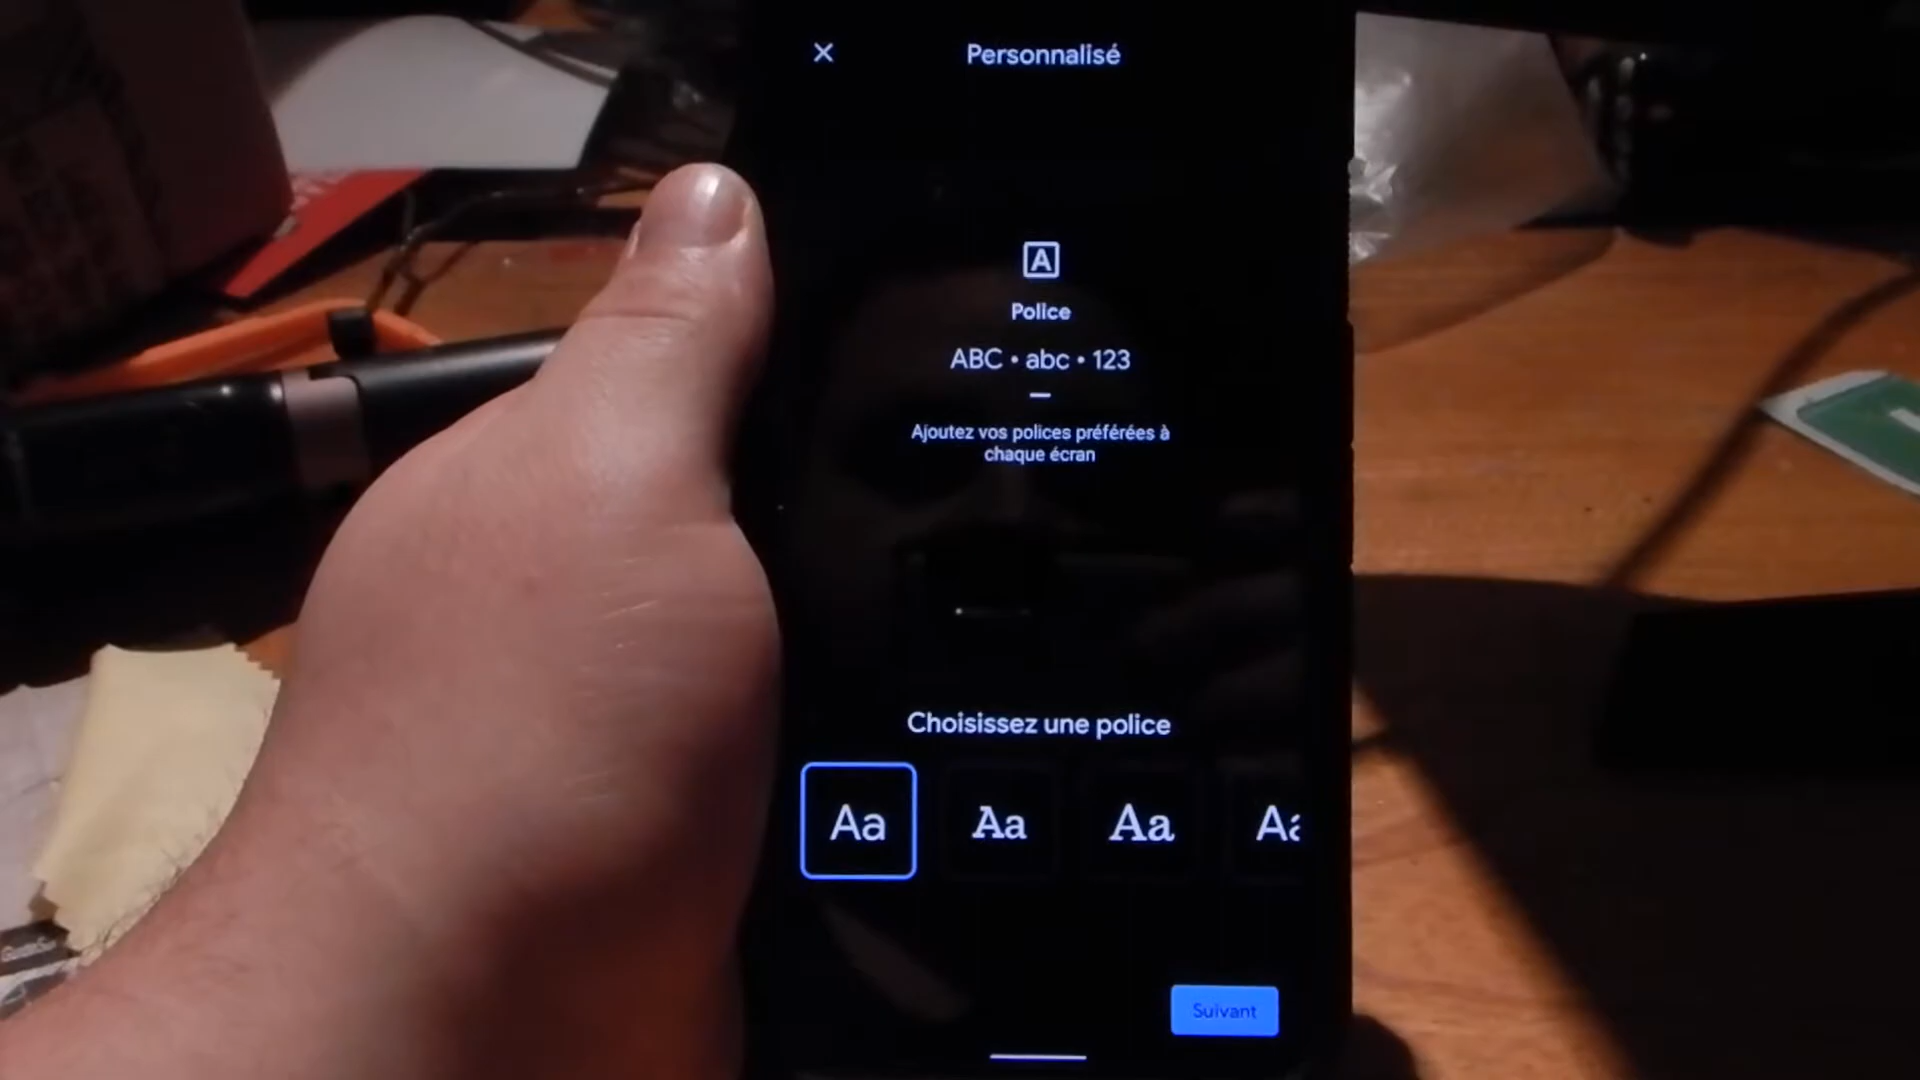 Personnalisé
A
Police
ABC • abc • 123
Ajoutez vos polices préférées à
chaque écran
Choisissez une police
Aa Aa Aa
Suivant